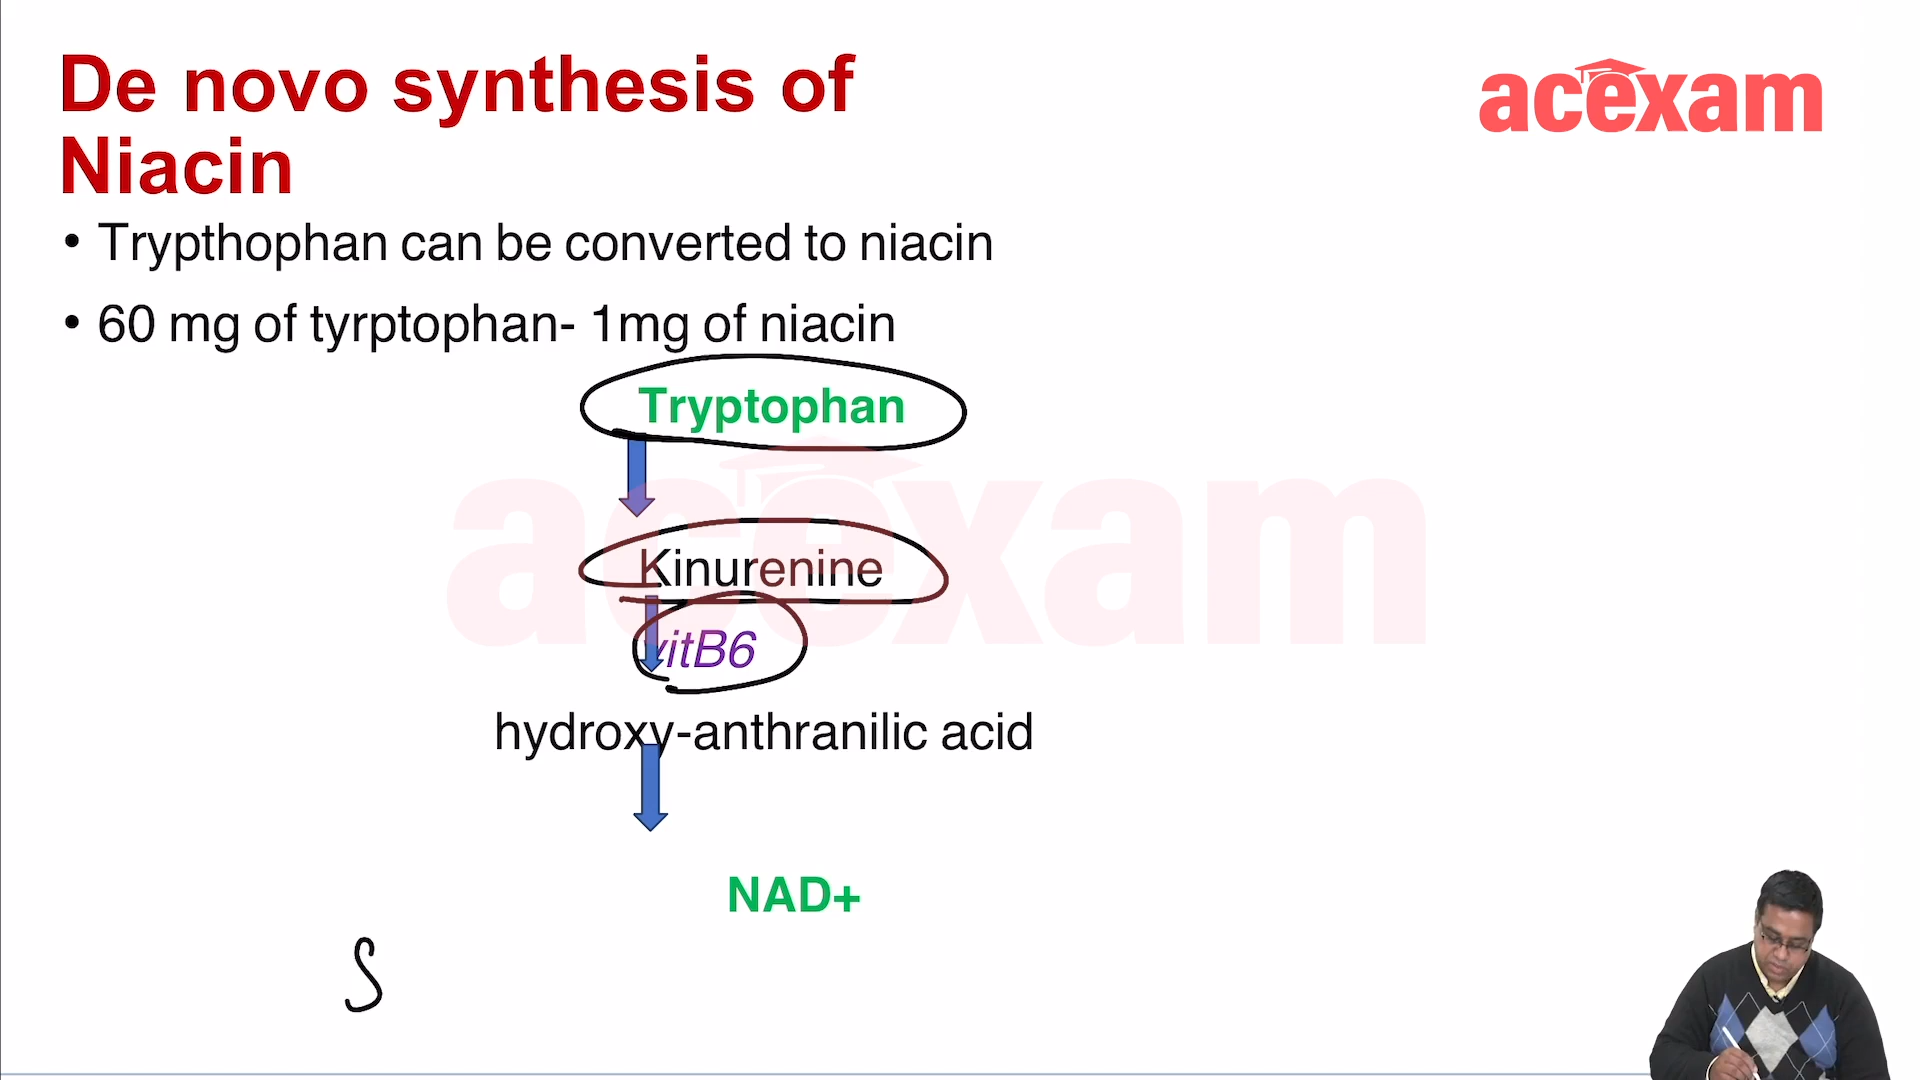 De novo synthesis of
Niacin
acexam
• Trypthophan can be converted to niacin
• 60 mg of tyrptophan- 1mg of niacin
Tryptophan
Kinurenine
vitB6
hydroxy-anthranilic acid
NAD+
S
acexam